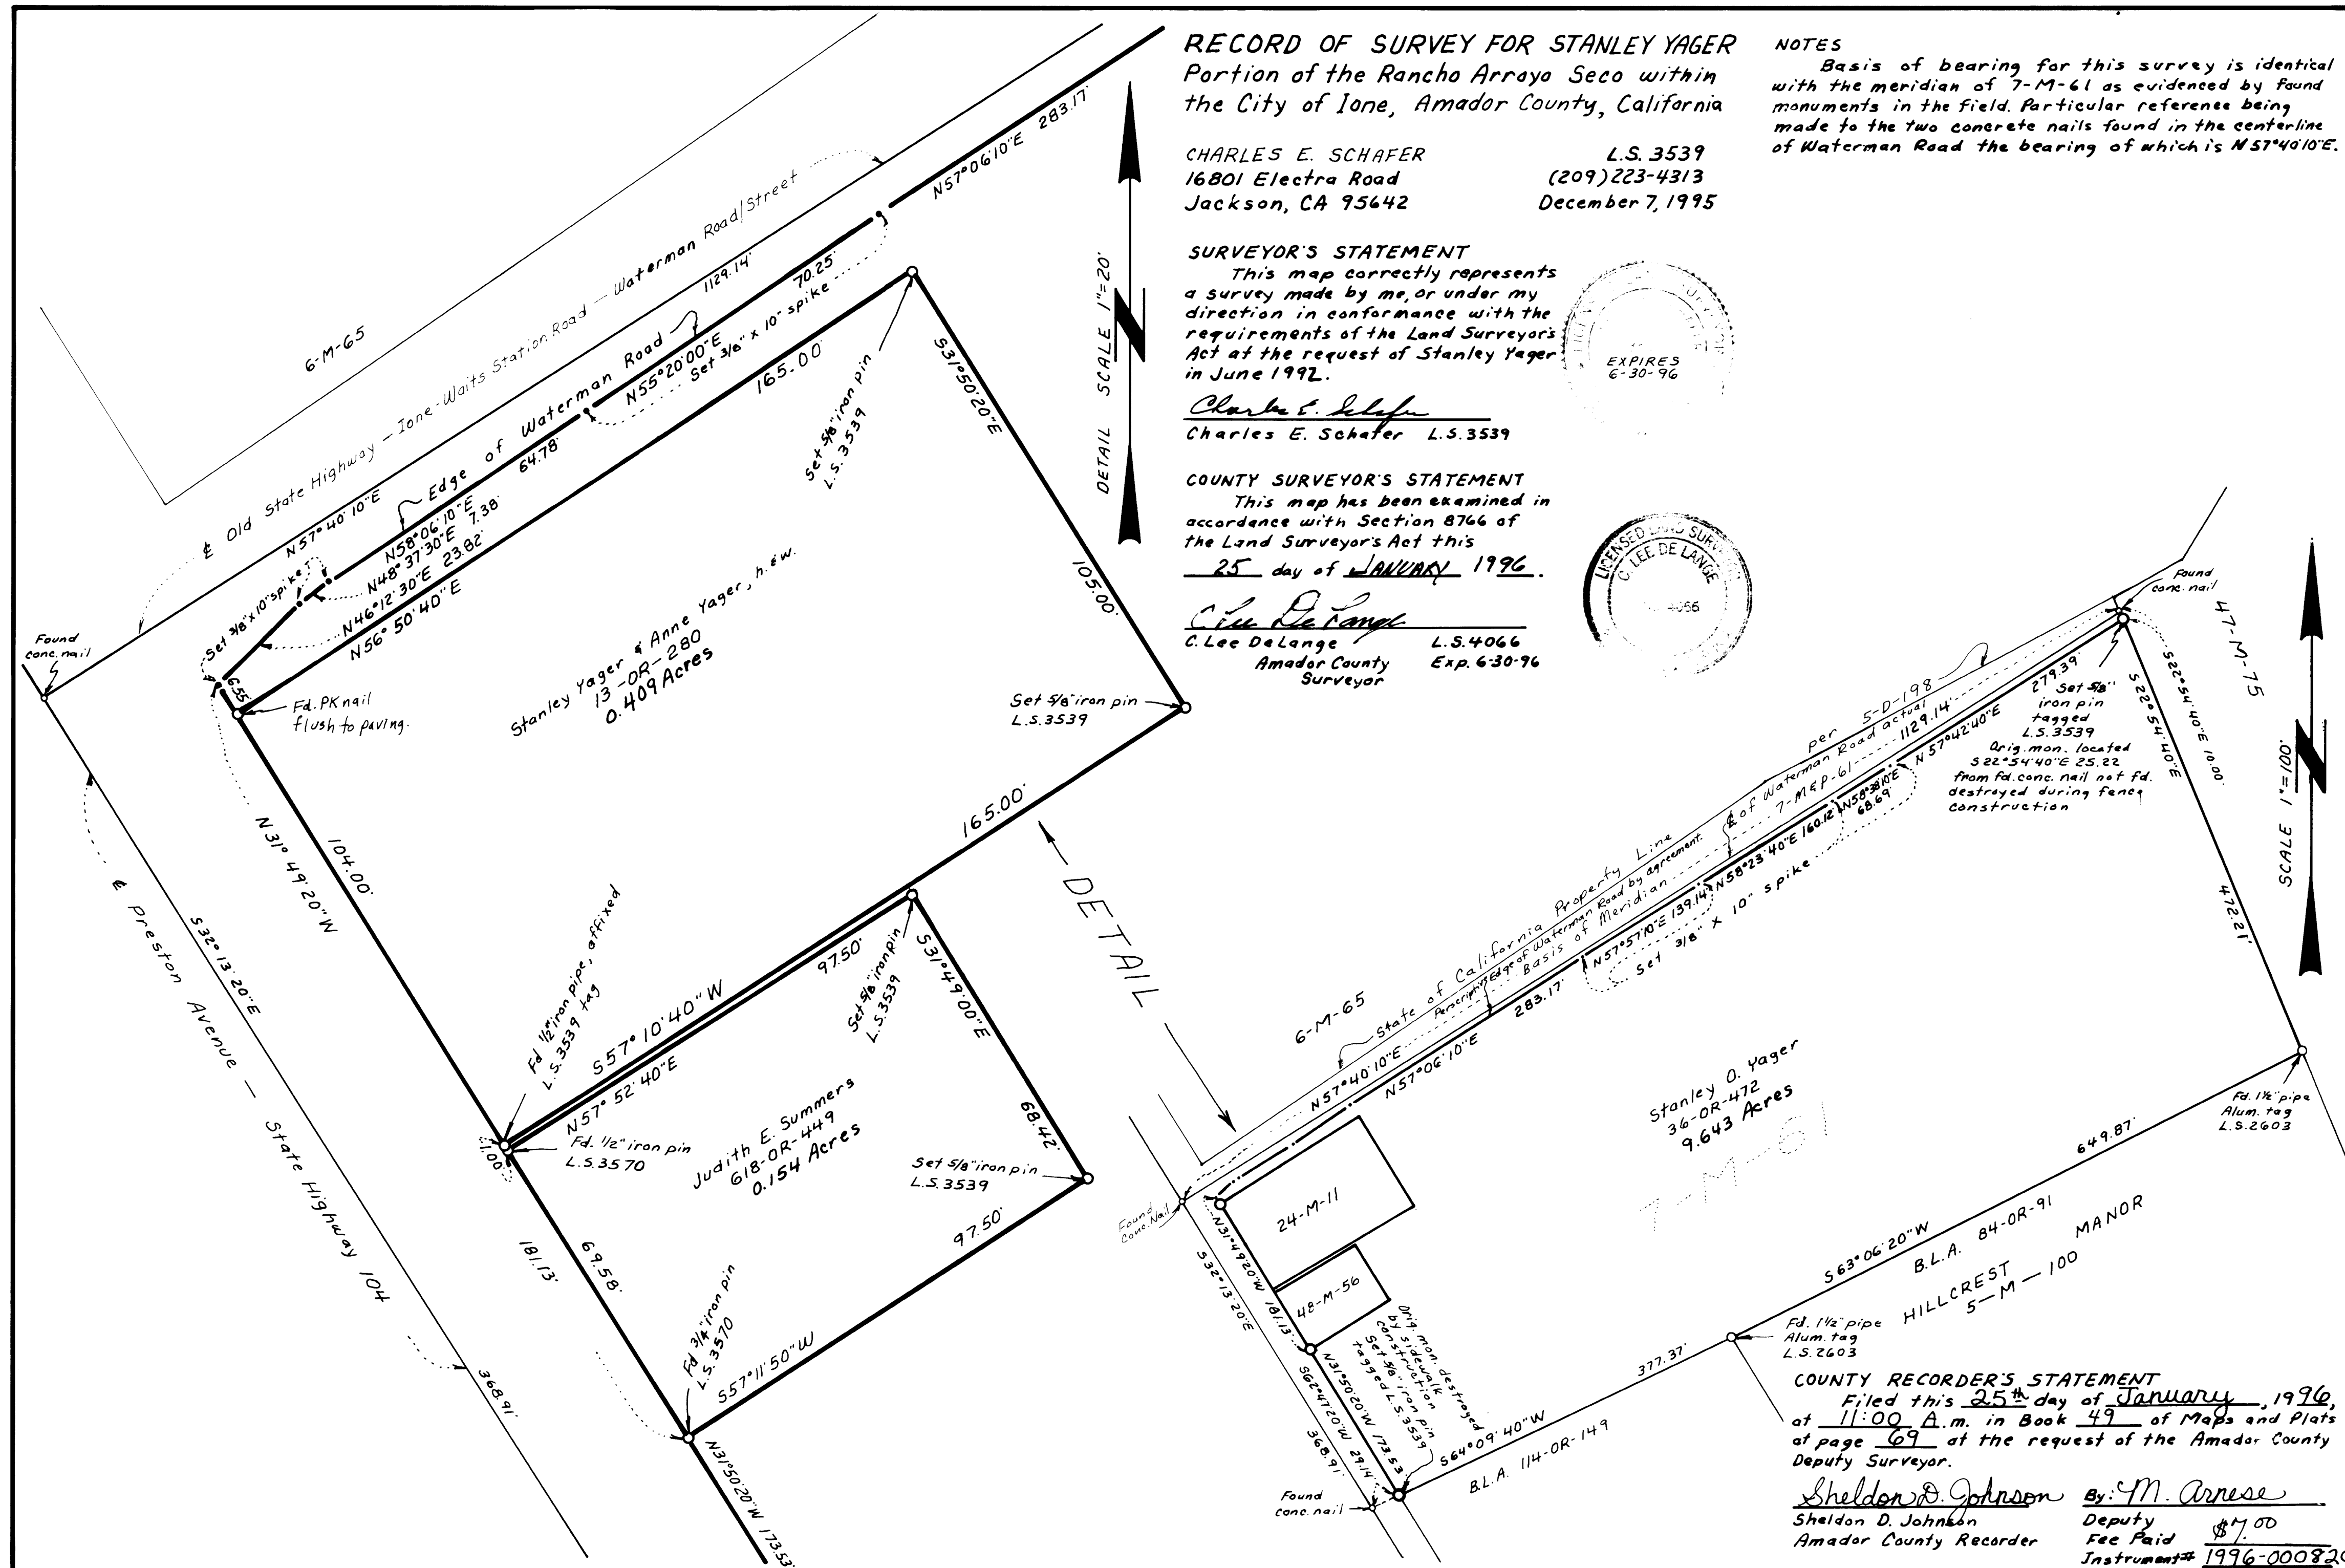 RECORD OF SURVEY FOR STANLEY YAGER
Portion of the Rancho Arroyo Seco within
the City of Ione, Amador County, California
CHARLES E. SCHAFER L.S. 3539
16801 Electra Road (209)223-4313
Jackson, CA 95642 December 7, 1995
SURVEYOR'S STATEMENT
This map correctly represents
a survey made by me, or under my
direction in conformance with the
requirements of the Land Surveyor's
Act at the request of Stanley Yager
in June 1992.
Charles E. Schafer
Charles E. Schafer L.S.3539
EXPIRES
6-30-96
COUNTY SURVEYOR'S STATEMENT
This map has been examined in
accordance with Section 8766 of
the Land Surveyor's Act this
25 day of JANUARY 1996.
C Lee De Lange
C. Lee DeLange L.S.4066
Amador County Exp. 6-30-96
Surveyor
LICENSED LAND SURV
C. LEE DE LANGE
4066
NOTES
Basis of bearing for this survey is identical
with the meridian of 7-M-61 as evidenced by found
monuments in the field. Particular reference being
made to the two concrete nails found in the centerline
of Waterman Road the bearing of which is N57°40'10"E.
DETAIL SCALE 1"=20'
N
6-M-65
℄ Old State Highway — Ione-Waits Station Road — Waterman Road/Street
N57°40'10"E
1129.14'
Edge of Waterman Road
N57°06'10"E 283.17'
70.25'
N55°20'00"E
Set 3/8" x 10" spike
64.78'
N58°06'10"E
N48°37'30"E 7.38'
N46°12'30"E 23.82'
N56°50'40"E
165.00'
Set 3/8"x10" spike
Found
conc. nail
6.55'
Fd. PK nail
flush to paving.
Set 5/8" iron pin
L.S. 3539
S31°50'20"E
105.00'
Stanley Yager & Anne Yager, h.&w.
13-OR-280
0.409 Acres
Set 5/8" iron pin
L.S.3539
165.00'
N31°49'20"W
104.00'
℄ Preston Avenue — State Highway 104
S32°13'20"E
368.91'
Fd 1/2" iron pipe, affixed
L.S.3539 tag
S57°10'40"W
97.50'
N57°52'40"E
Set 5/8" iron pin
L.S.3539
S31°49'00"E
68.42'
1.00'
Fd. 1/2" iron pin
L.S.3570
Judith E. Summers
618-OR-449
0.154 Acres
Set 5/8" iron pin
L.S.3539
97.50'
181.13'
69.58'
Fd 3/4" iron pin
L.S.3570
S57°11'50"W
N31°50'20"W 173.53'
DETAIL
SCALE 1"=100'
N
47-M-75
Found
conc. nail
S22°54'40"E 10.00'
S22°54'40"E
472.21'
Set 5/8"
iron pin
tagged
L.S.3539
Orig. mon. located
S22°54'40"E 25.22
from fd. conc. nail not fd.
destroyed during fence
construction
6-M-65
State of California Property Line per 5-D-198
Perscriptive Edge of Waterman Road by agreement.
℄ of Waterman Road actual
N57°40'10"E Basis of Meridian 7-M&P-61 1129.14'
N57°06'10"E
283.17'
N57°57'10"E 139.14'
N58°23'40"E 160.12'
N58°38'10"E
68.69'
N57°42'40"E
279.39'
Set 3/8" x 10" spike
Stanley O. Yager
36-OR-472
9.643 Acres
7-M-61
Fd. 1½" pipe
Alum. tag
L.S.2603
649.87'
S63°06'20"W
B.L.A. 84-OR-91
HILLCREST MANOR
5-M-100
Fd. 1½" pipe
Alum. tag
L.S.2603
377.37'
S64°09'40"W
B.L.A. 114-OR-149
Found
conc. Nail
24-M-11
48-M-56
N31°49'20"W 181.13'
S32°13'20"E
368.91'
N31°50'20"W 173.53
S62°47'20"W 29.14'
Orig. mon. destroyed
by sidewalk
construction
Set 5/8" iron pin
tagged L.S.3539
Found
conc. nail
COUNTY RECORDER'S STATEMENT
Filed this 25th day of January, 1996,
at 11:00 A.m. in Book 49 of Maps and Plats
at page 69 at the request of the Amador County
Deputy Surveyor.
Sheldon D. Johnson By: M. Arnese
Sheldon D. Johnson Deputy
Amador County Recorder Fee Paid $7.00
Instrument# 1996-000820